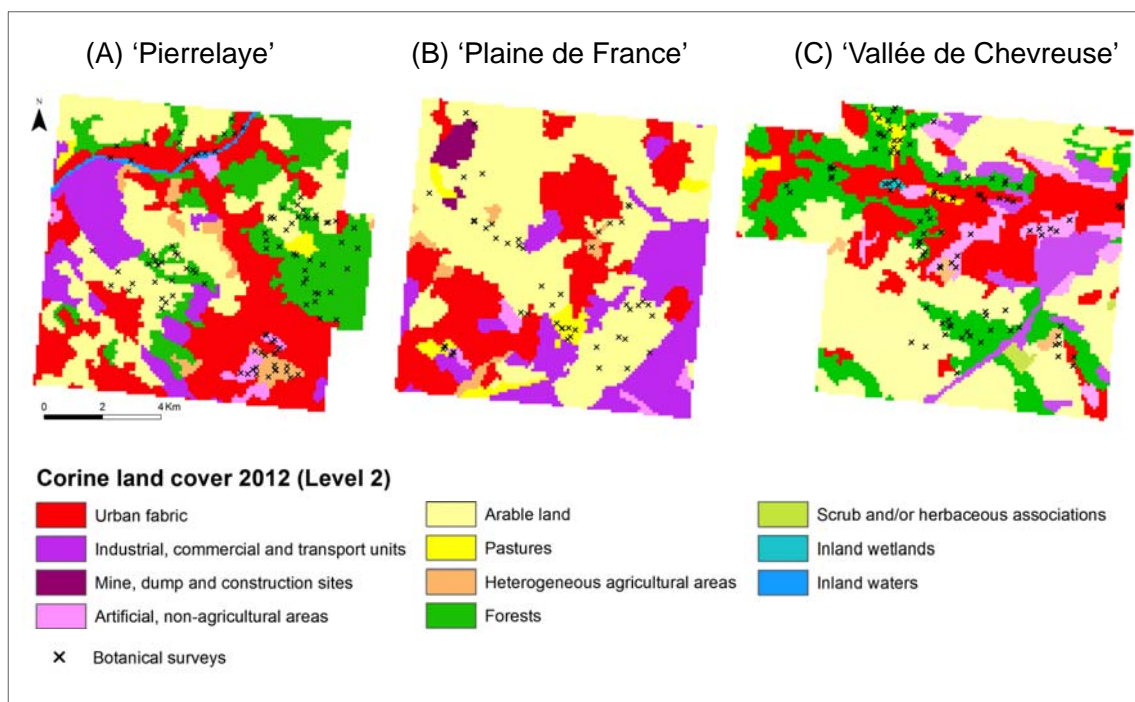 (A) ‘Pierrelaye’ (B) ‘Plaine de France’ (C) ‘Vallée de Chevreuse’
N
0 2 4 Km
Corine land cover 2012 (Level 2)
Urban fabric
Industrial, commercial and transport units
Mine, dump and construction sites
Artificial, non-agricultural areas
Botanical surveys
Arable land
Pastures
Heterogeneous agricultural areas
Forests
Scrub and/or herbaceous associations
Inland wetlands
Inland waters